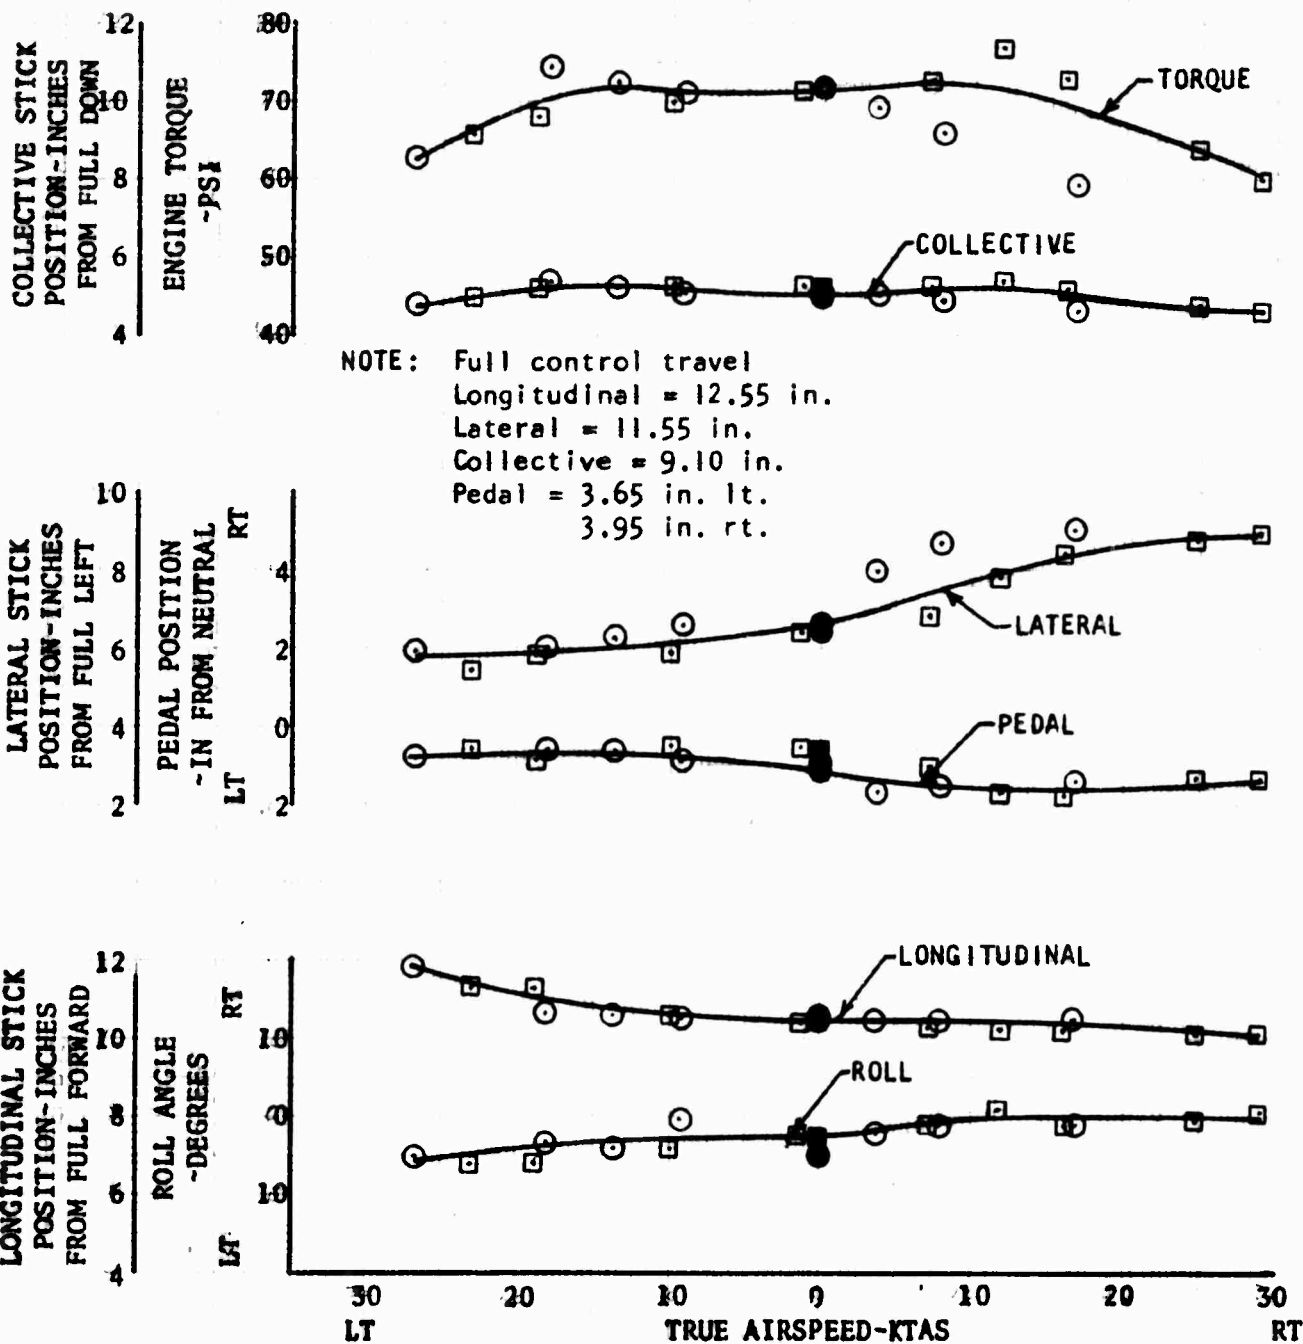 COLLECTIVE STICK
POSITION~INCHES
FROM FULL DOWN
12
10
8
6
4
ENGINE TORQUE
~PSI
80
70
60
50
40
TORQUE
COLLECTIVE
NOTE: Full control travel
Longitudinal = 12.55 in.
Lateral = 11.55 in.
Collective = 9.10 in.
Pedal = 3.65 in. lt.
3.95 in. rt.
LATERAL STICK
POSITION~INCHES
FROM FULL LEFT
10
8
6
4
2
PEDAL POSITION
~IN FROM NEUTRAL
LT RT
4
2
0
2
LATERAL
PEDAL
LONGITUDINAL STICK
POSITION~INCHES
FROM FULL FORWARD
12
10
8
6
4
ROLL ANGLE
~DEGREES
LT RT
10
0
10
LONGITUDINAL
ROLL
30 20 10 0 10 20 30
LT TRUE AIRSPEED-KTAS RT